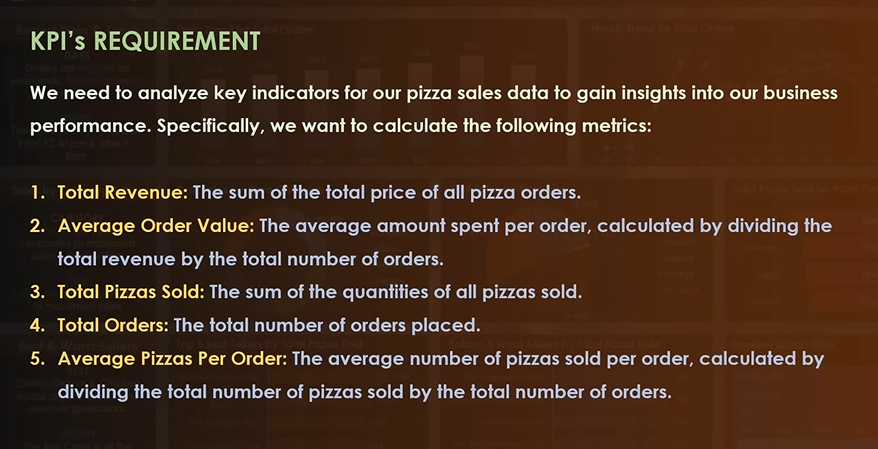 KPI's REQUIREMENT
We need to analyze key indicators for our pizza sales data to gain insights into our business
performance. Specifically, we want to calculate the following metrics:
1. Total Revenue: The sum of the total price of all pizza orders.
2. Average Order Value: The average amount spent per order, calculated by dividing the
total revenue by the total number of orders.
3. Total Pizzas Sold: The sum of the quantities of all pizzas sold.
4. Total Orders: The total number of orders placed.
5. Average Pizzas Per Order: The average number of pizzas sold per order, calculated by
dividing the total number of pizzas sold by the total number of orders.